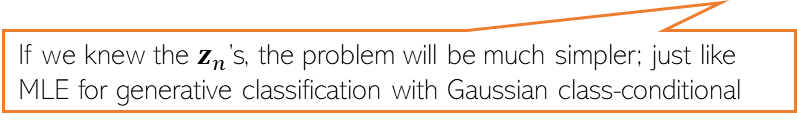 If we knew the 𝐳ₙ's, the problem will be much simpler; just like
MLE for generative classification with Gaussian class-conditional